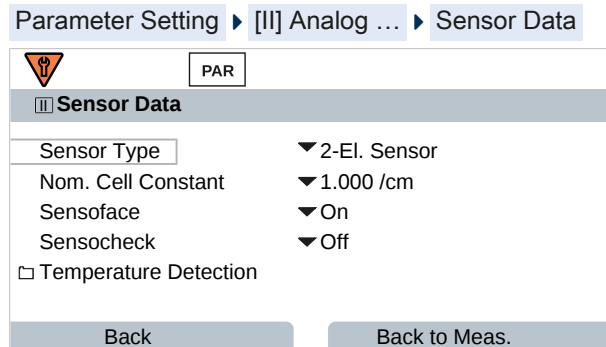 Parameter Setting ▸ [II] Analog … ▸ Sensor Data
PAR
II Sensor Data
Sensor Type 2-El. Sensor
Nom. Cell Constant 1.000 /cm
Sensoface On
Sensocheck Off
Temperature Detection
Back Back to Meas.